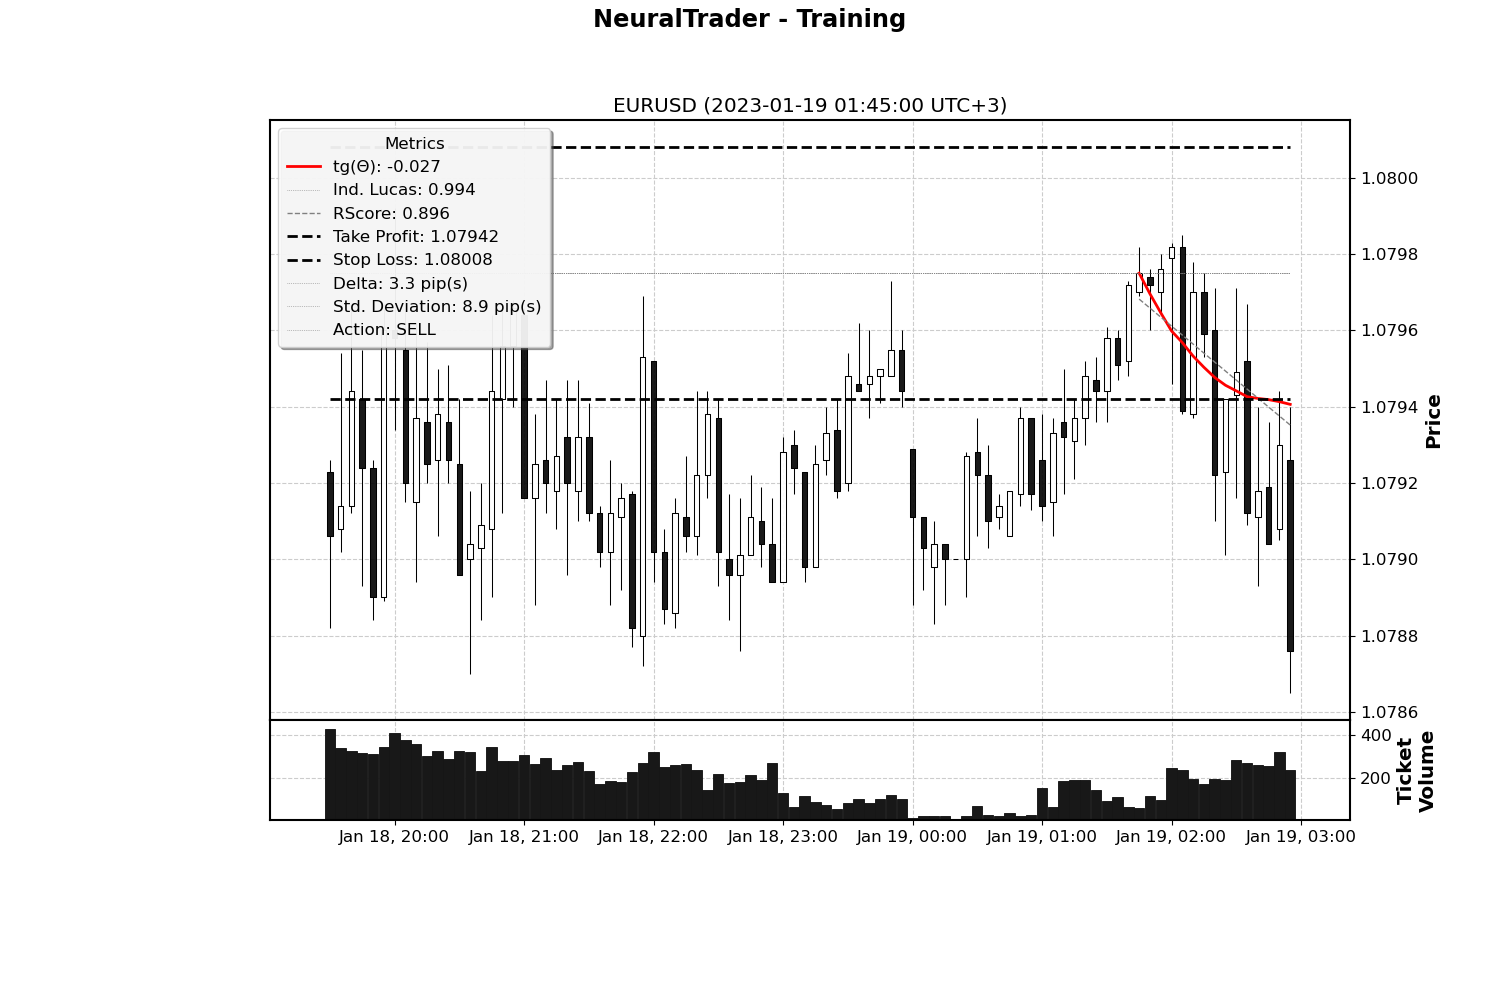 NeuralTrader - Training
EURUSD (2023-01-19 01:45:00 UTC+3)
Metrics
tg(Θ): -0.027
Ind. Lucas: 0.994
RScore: 0.896
Take Profit: 1.07942
Stop Loss: 1.08008
Delta: 3.3 pip(s)
Std. Deviation: 8.9 pip(s)
Action: SELL
1.0800
1.0798
1.0796
1.0794
1.0792
1.0790
1.0788
1.0786
Price
400
200
Ticket
Volume
Jan 18, 20:00
Jan 18, 21:00
Jan 18, 22:00
Jan 18, 23:00
Jan 19, 00:00
Jan 19, 01:00
Jan 19, 02:00
Jan 19, 03:00